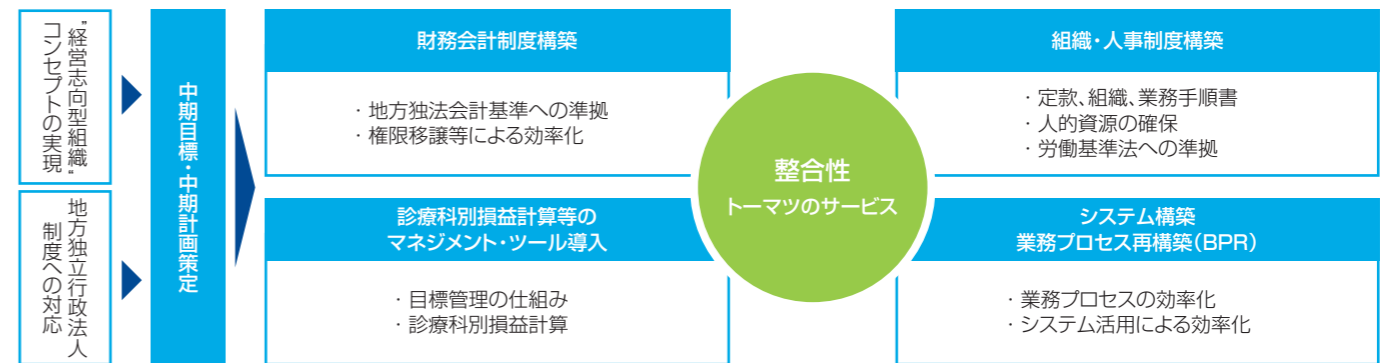 “経営志向型組織”
コンセプトの実現
地方独立行政法人
制度への対応
中期目標・中期計画策定
財務会計制度構築
・地方独法会計基準への準拠
・権限移譲等による効率化
組織・人事制度構築
・定款、組織、業務手順書
・人的資源の確保
・労働基準法への準拠
整合性
トーマツのサービス
診療科別損益計算等の
マネジメント・ツール導入
・目標管理の仕組み
・診療科別損益計算
システム構築
業務プロセス再構築(BPR)
・業務プロセスの効率化
・システム活用による効率化